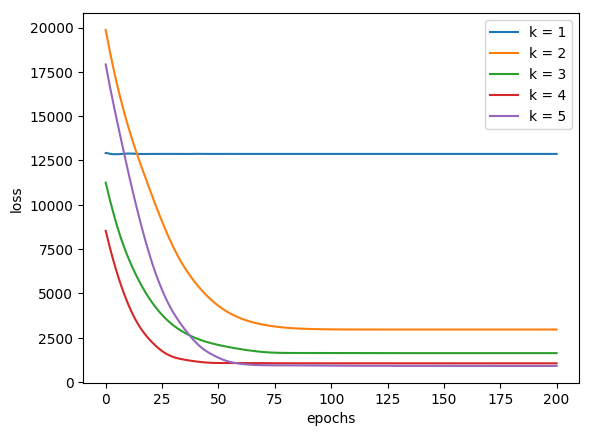 20000
17500
15000
12500
10000
7500
5000
2500
0
loss
0 25 50 75 100 125 150 175 200
epochs
k = 1
k = 2
k = 3
k = 4
k = 5